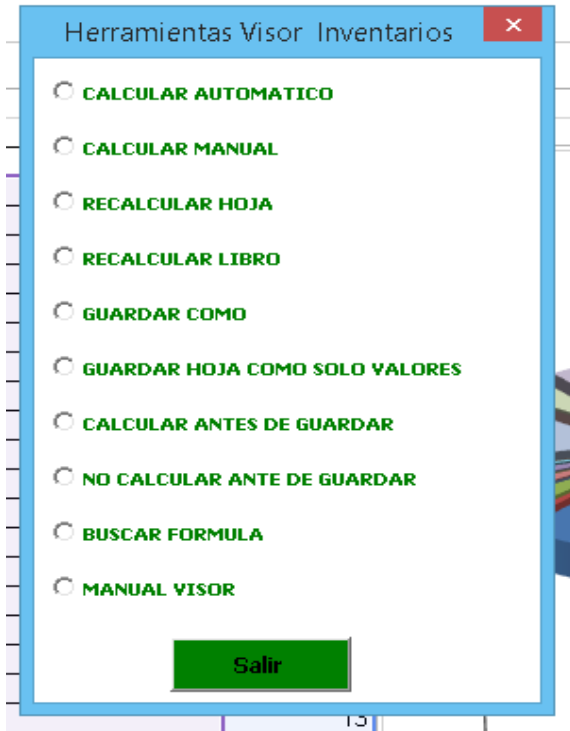 Herramientas Visor Inventarios
CALCULAR AUTOMATICO
CALCULAR MANUAL
RECALCULAR HOJA
RECALCULAR LIBRO
GUARDAR COMO
GUARDAR HOJA COMO SOLO VALORES
CALCULAR ANTES DE GUARDAR
NO CALCULAR ANTE DE GUARDAR
BUSCAR FORMULA
MANUAL VISOR
Salir